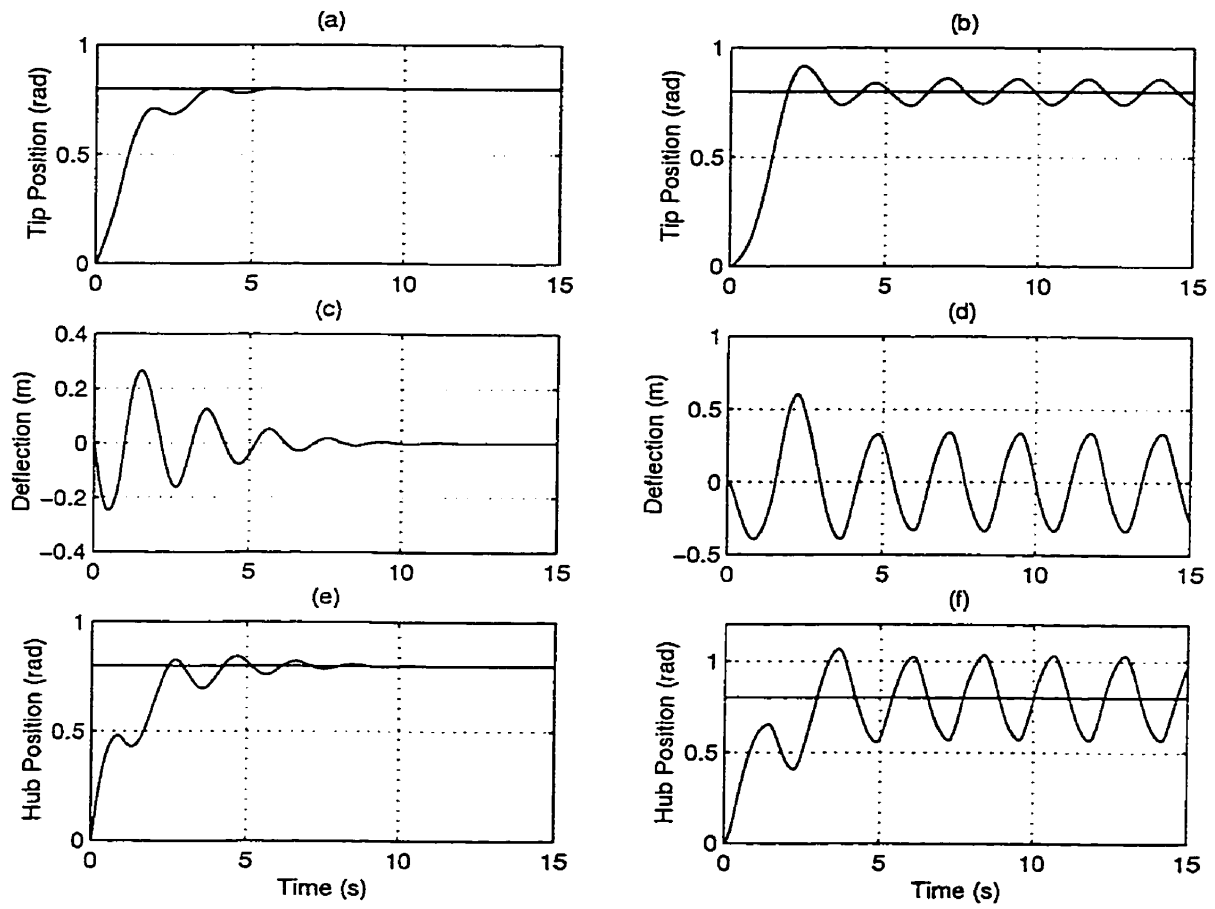 (a)
Tip Position (rad)
1
0.5
0
0 5 10 15
(b)
Tip Position (rad)
1
0.5
0
0 5 10 15
(c)
Deflection (m)
0.4
0.2
0
−0.2
−0.4
0 5 10 15
(d)
Deflection (m)
1
0.5
0
−0.5
0 5 10 15
(e)
Hub Position (rad)
1
0.5
0
0 5 10 15
Time (s)
(f)
Hub Position (rad)
1
0.5
0
0 5 10 15
Time (s)